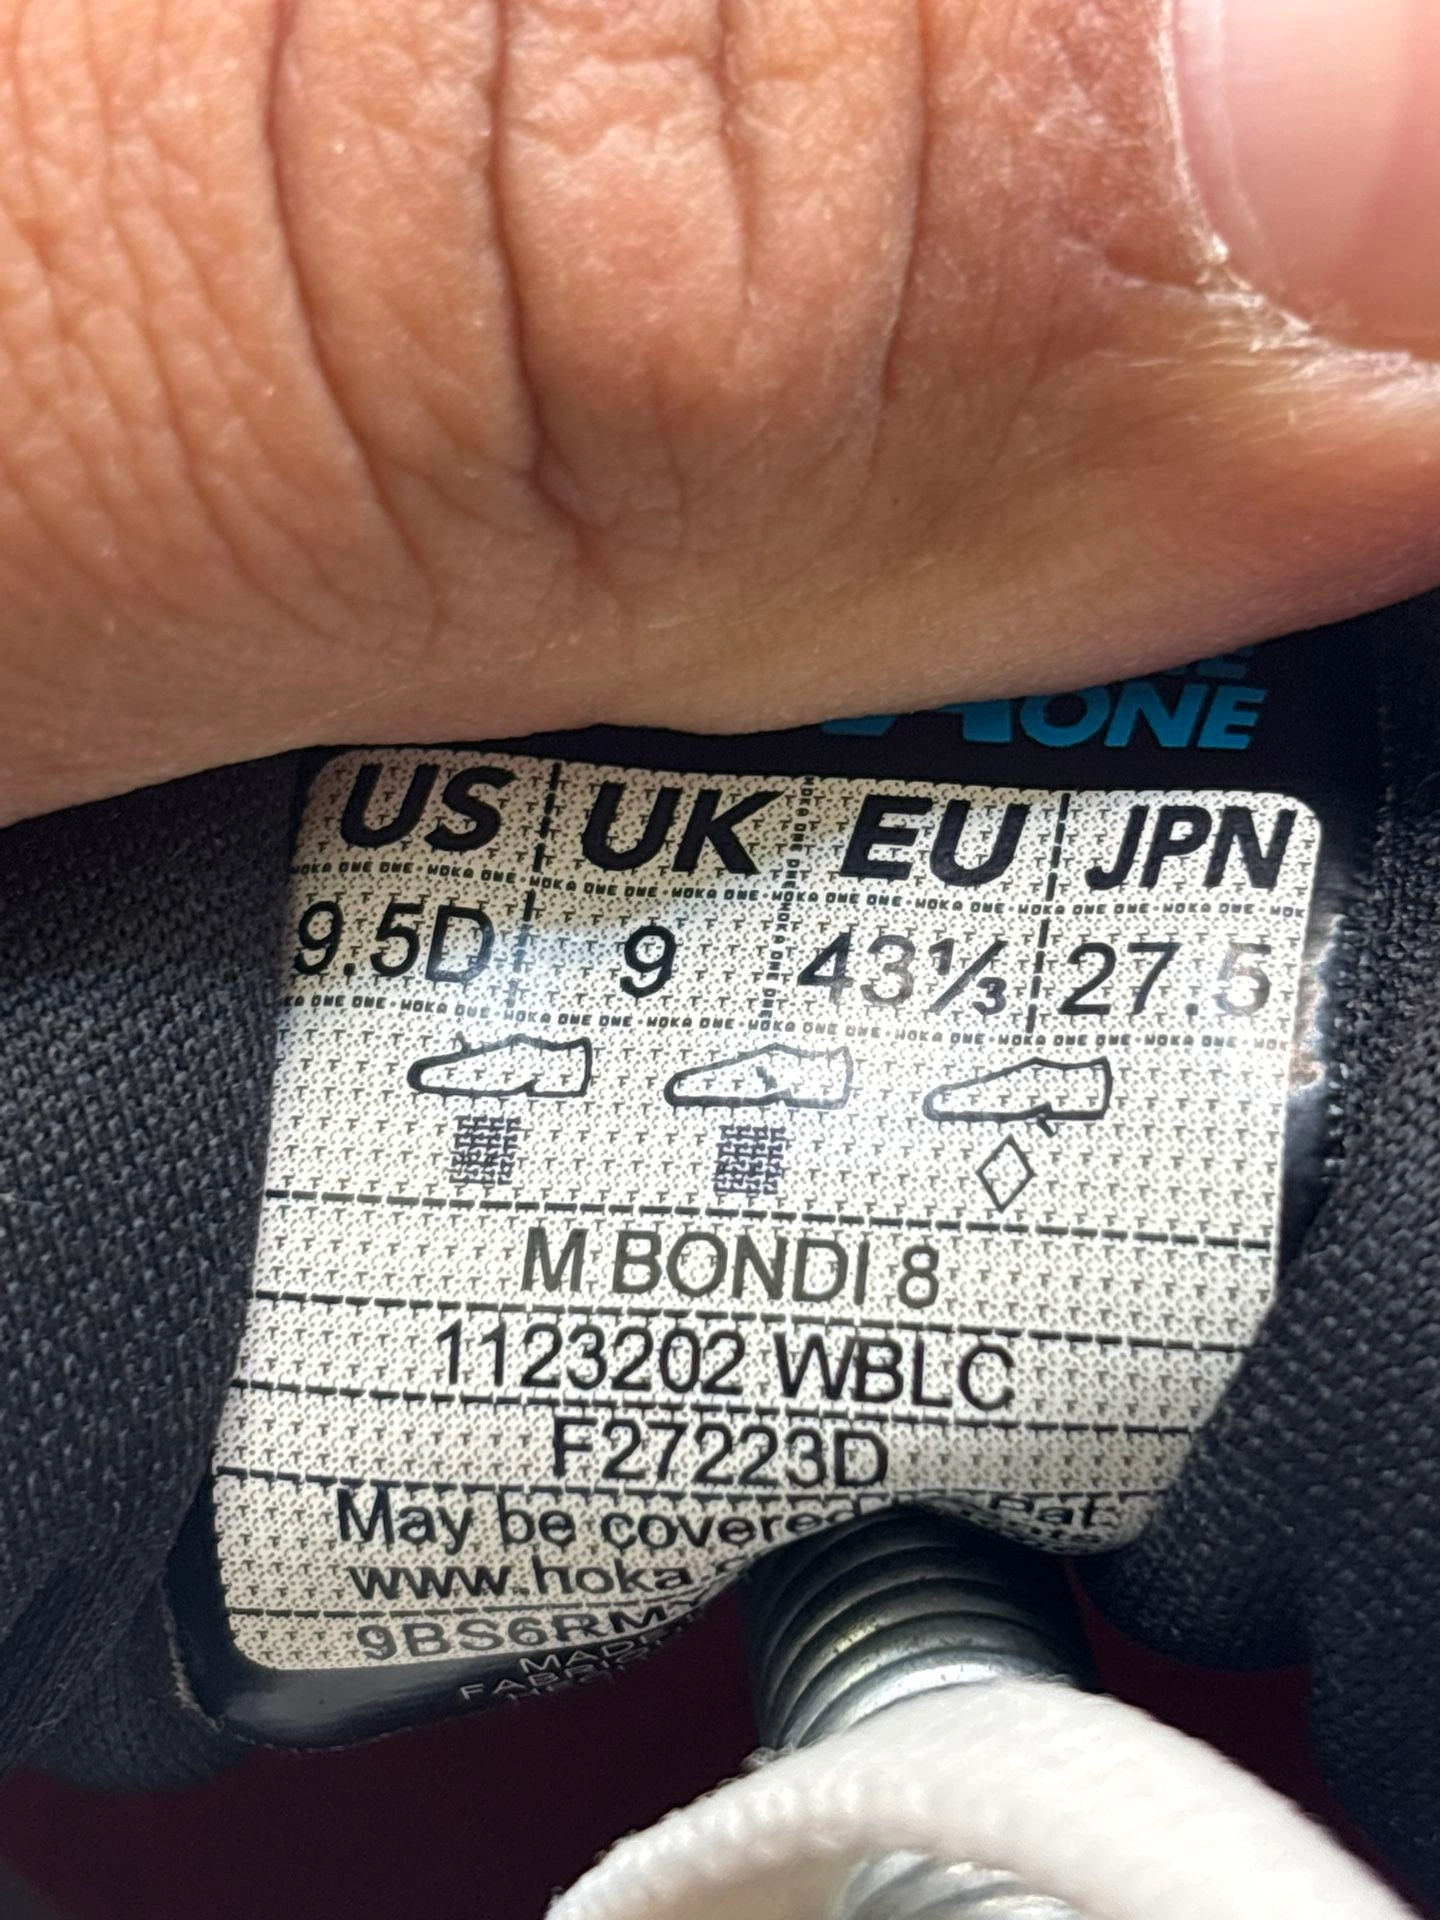 ONE
US UK EU JPN
9.5D 9 43⅓ 27.5
M BONDI 8
1123202 WBLC
F27223D
May be covered
www.hoka.
9BS6RM